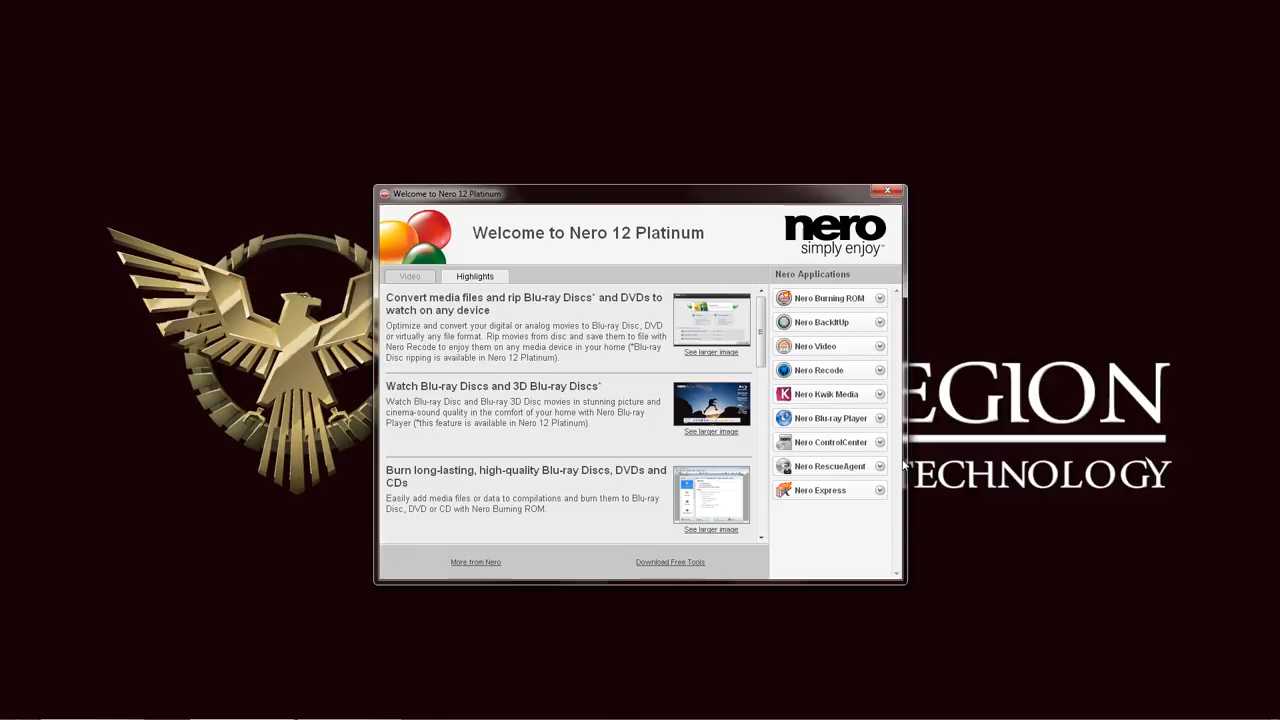 Welcome to Nero 12 Platinum
Welcome to Nero 12 Platinum
nero
simply enjoy™
Video
Highlights
Convert media files and rip Blu-ray Discs* and DVDs to
watch on any device
Optimize and convert your digital or analog movies to Blu-ray Disc, DVD
or virtually any file format. Rip movies from disc and save them to file with
Nero Recode to enjoy them on any media device in your home (*Blu-ray
Disc ripping is available in Nero 12 Platinum).
See larger image
Watch Blu-ray Discs and 3D Blu-ray Discs*
Watch Blu-ray Disc and Blu-ray 3D Disc movies in stunning picture and
cinema-sound quality in the comfort of your home with Nero Blu-ray
Player (*this feature is available in Nero 12 Platinum).
See larger image
Burn long-lasting, high-quality Blu-ray Discs, DVDs and
CDs
Easily add media files or data to compilations and burn them to Blu-ray
Disc, DVD or CD with Nero Burning ROM.
See larger image
More from Nero
Download Free Tools
Nero Applications
Nero Burning ROM
Nero BackItUp
Nero Video
Nero Recode
Nero Kwik Media
Nero Blu-ray Player
Nero ControlCenter
Nero RescueAgent
Nero Express
EGION
TECHNOLOGY